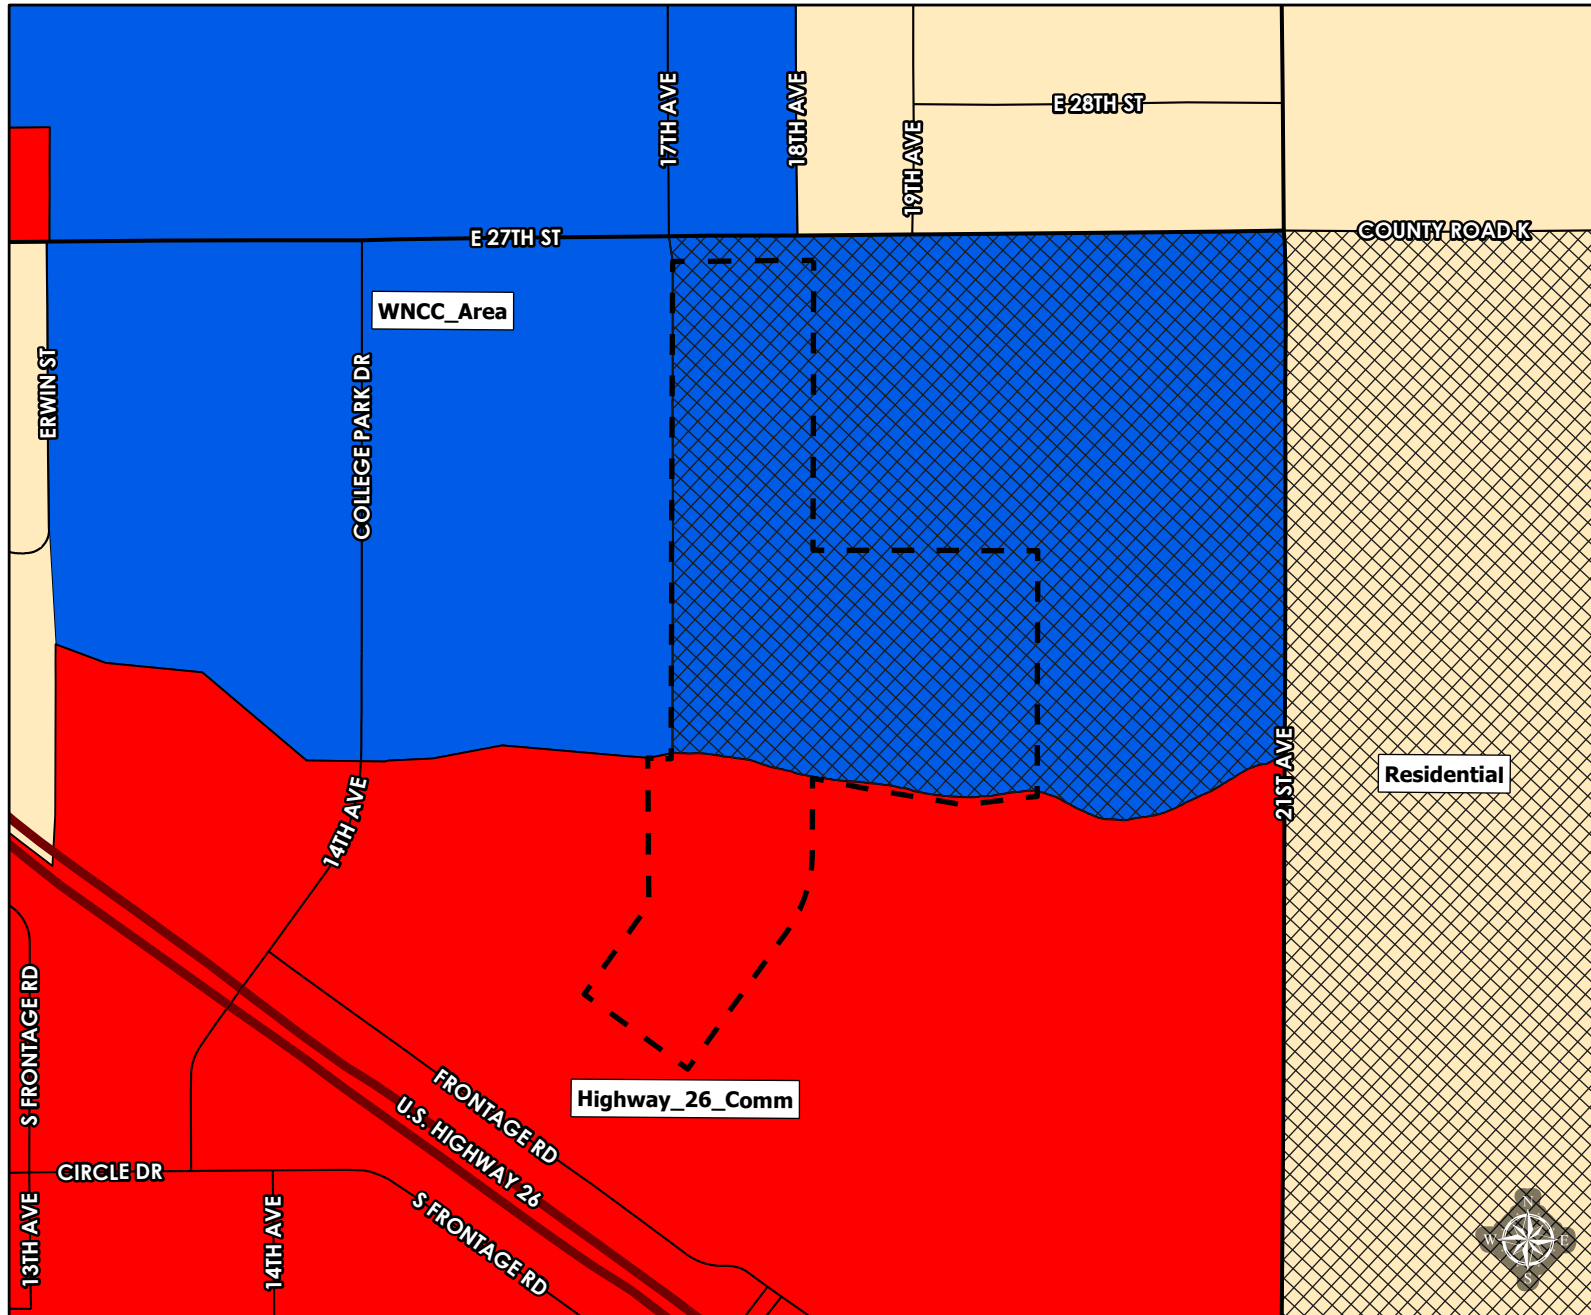 17TH AVE
18TH AVE
19TH AVE
E 28TH ST
E 27TH ST
COUNTY ROAD K
WNCC_Area
ERWIN ST
COLLEGE PARK DR
14TH AVE
21ST AVE
Residential
S FRONTAGE RD
FRONTAGE RD
U.S. HIGHWAY 26
Highway_26_Comm
CIRCLE DR
13TH AVE
14TH AVE
S FRONTAGE RD
N
W E
S